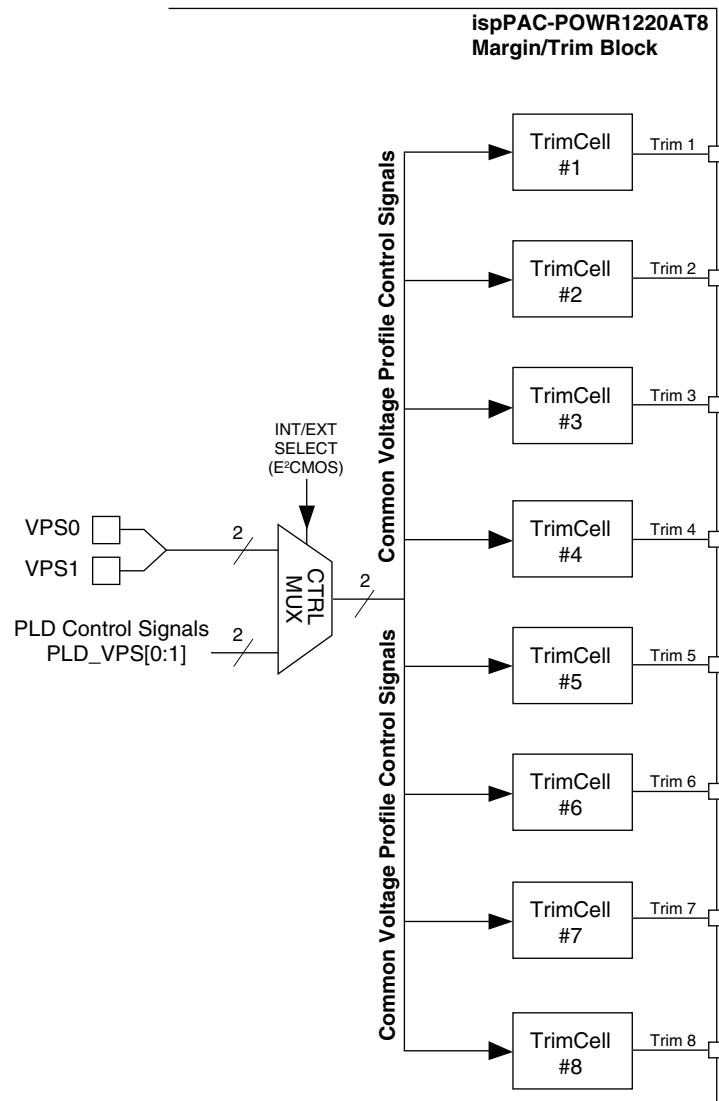 ispPAC-POWR1220AT8
Margin/Trim Block
TrimCell
#1
Trim 1
TrimCell
#2
Trim 2
TrimCell
#3
Trim 3
TrimCell
#4
Trim 4
TrimCell
#5
Trim 5
TrimCell
#6
Trim 6
TrimCell
#7
Trim 7
TrimCell
#8
Trim 8
Common Voltage Profile Control Signals
Common Voltage Profile Control Signals
INT/EXT
SELECT
(E²CMOS)
VPS0
VPS1
2
CTRL
MUX
2
PLD Control Signals
PLD_VPS[0:1]
2